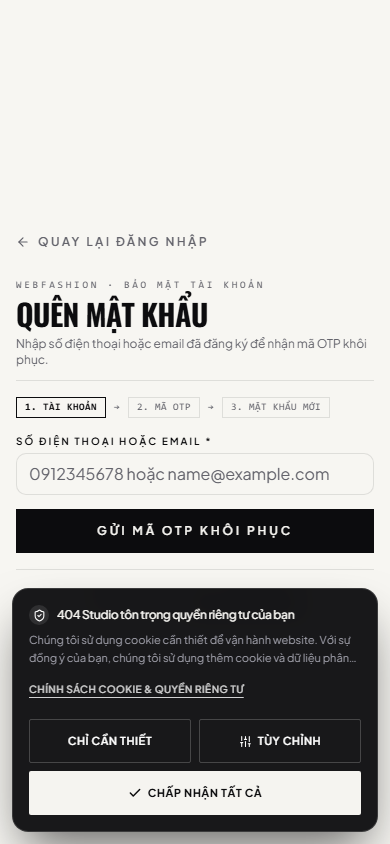 ← QUAY LẠI ĐĂNG NHẬP
WEBFASHION · BẢO MẬT TÀI KHOẢN
QUÊN MẬT KHẨU
Nhập số điện thoại hoặc email đã đăng ký để nhận mã OTP khôi
phục.
1. TÀI KHOẢN → 2. MÃ OTP → 3. MẬT KHẨU MỚI
SỐ ĐIỆN THOẠI HOẶC EMAIL *
0912345678 hoặc name@example.com
GỬI MÃ OTP KHÔI PHỤC
404 Studio tôn trọng quyền riêng tư của bạn
Chúng tôi sử dụng cookie cần thiết để vận hành website. Với sự
đồng ý của bạn, chúng tôi sử dụng thêm cookie và dữ liệu phân...
CHÍNH SÁCH COOKIE & QUYỀN RIÊNG TƯ
CHỈ CẦN THIẾT
TÙY CHỈNH
CHẤP NHẬN TẤT CẢ